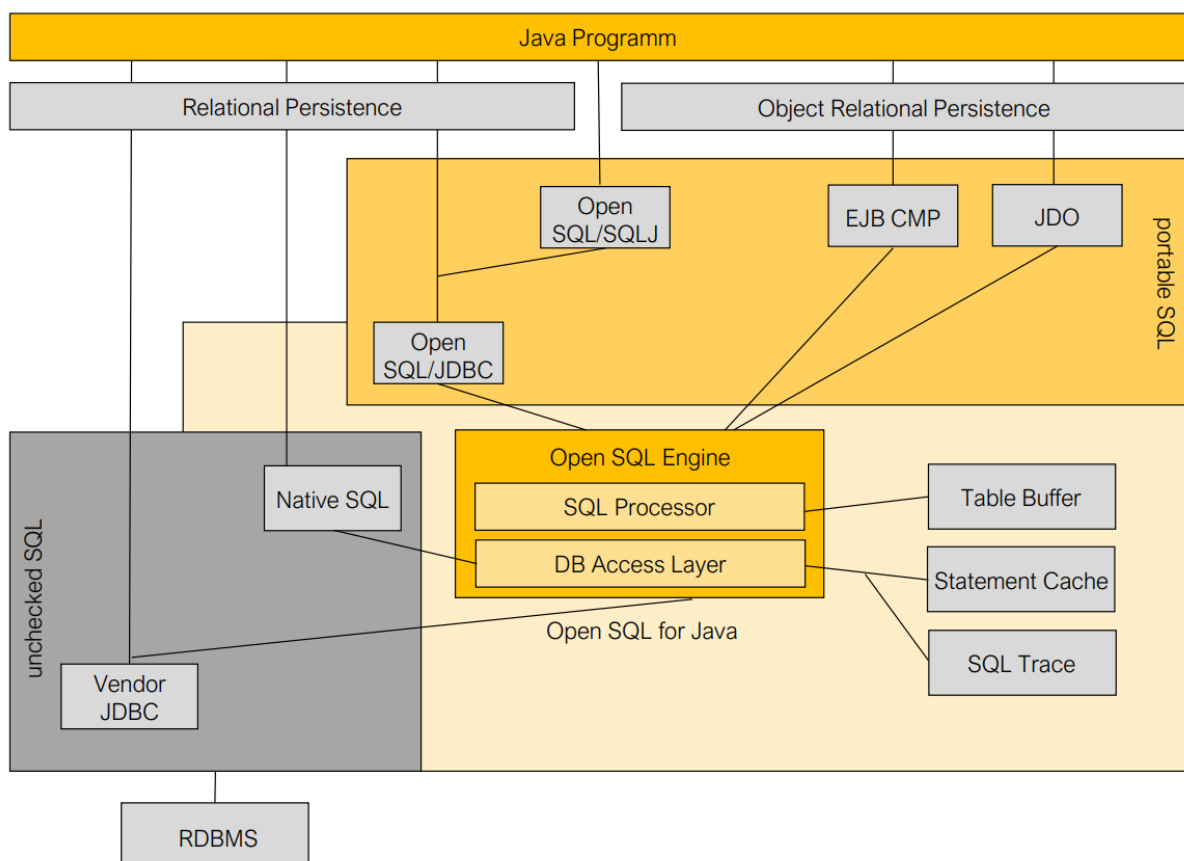 Java Programm
Relational Persistence
Object Relational Persistence
Open
SQL/SQLJ
EJB CMP
JDO
portable SQL
Open
SQL/JDBC
Open SQL Engine
SQL Processor
DB Access Layer
Native SQL
Table Buffer
Statement Cache
SQL Trace
Open SQL for Java
unchecked SQL
Vendor
JDBC
RDBMS